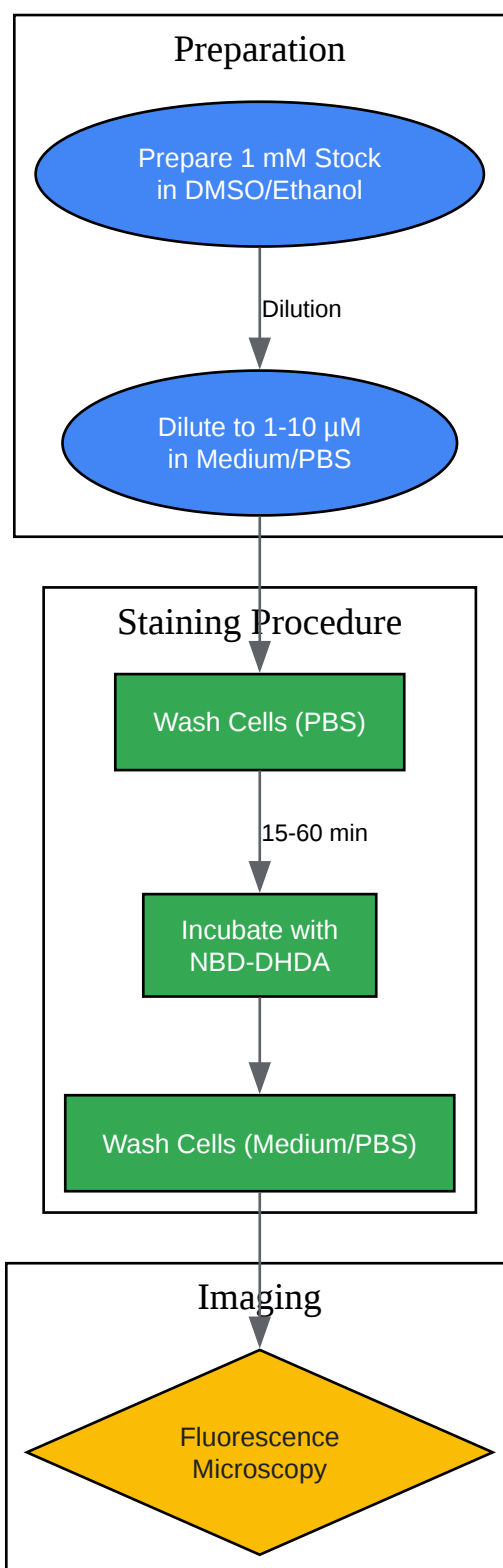 Preparation
Prepare 1 mM Stock
in DMSO/Ethanol
Dilution
Dilute to 1-10 µM
in Medium/PBS
Staining Procedure
Wash Cells (PBS)
15-60 min
Incubate with
NBD-DHDA
Wash Cells (Medium/PBS)
Imaging
Fluorescence
Microscopy